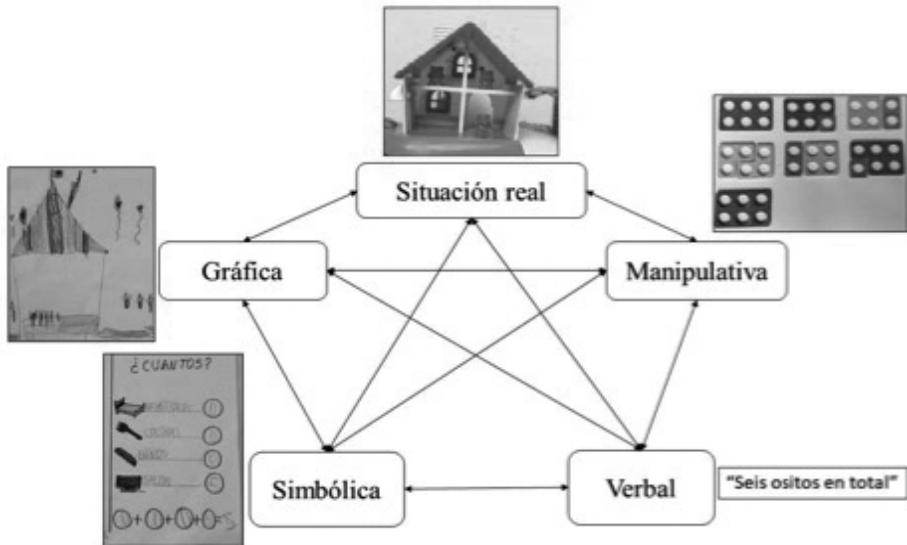 Situación real
Gráfica
Manipulativa
¿CUANTOS?
Simbólica
Verbal
“Seis ositos en total”